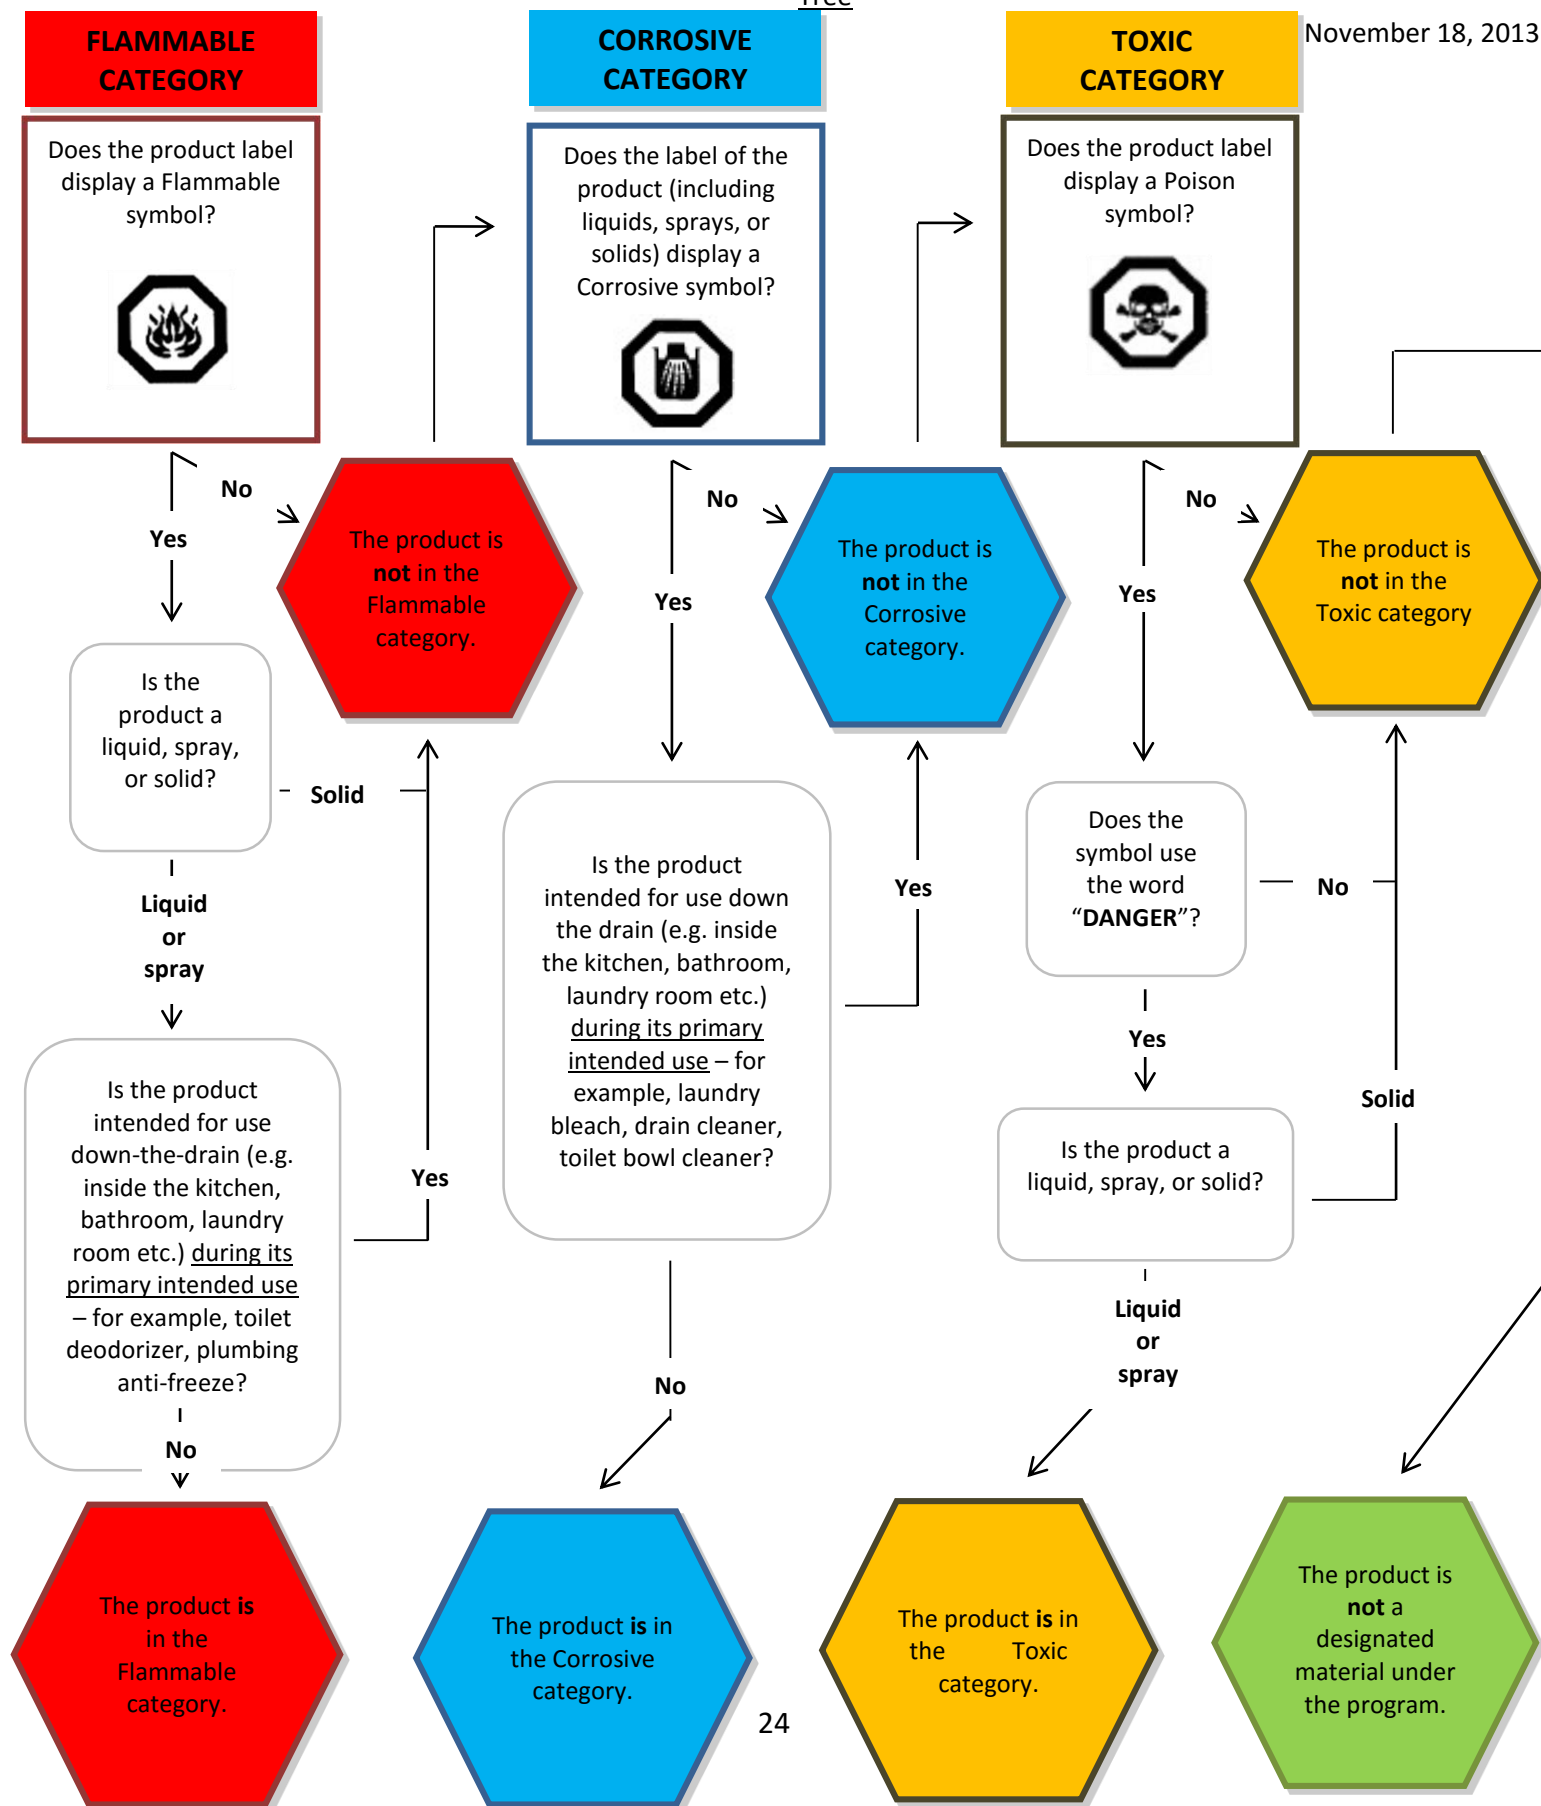 Tree
November 18, 2013
FLAMMABLE
CATEGORY
Does the product label
display a Flammable
symbol?
No
Yes
The product is
not in the
Flammable
category.
Is the
product a
liquid, spray,
or solid?
Solid
Liquid
or
spray
Is the product
intended for use
down-the-drain (e.g.
inside the kitchen,
bathroom, laundry
room etc.) during its
primary intended use
– for example, toilet
deodorizer, plumbing
anti-freeze?
Yes
No
The product is
in the
Flammable
category.
CORROSIVE
CATEGORY
Does the label of the
product (including
liquids, sprays, or
solids) display a
Corrosive symbol?
No
Yes
The product is
not in the
Corrosive
category.
Is the product
intended for use down
the drain (e.g. inside
the kitchen, bathroom,
laundry room etc.)
during its primary
intended use – for
example, laundry
bleach, drain cleaner,
toilet bowl cleaner?
Yes
No
The product is in
the Corrosive
category.
TOXIC
CATEGORY
Does the product label
display a Poison
symbol?
No
Yes
The product is
not in the
Toxic category
Does the
symbol use
the word
“DANGER”?
No
Yes
Is the product a
liquid, spray, or solid?
Solid
Liquid
or
spray
The product is in
the Toxic
category.
The product is
not a
designated
material under
the program.
24